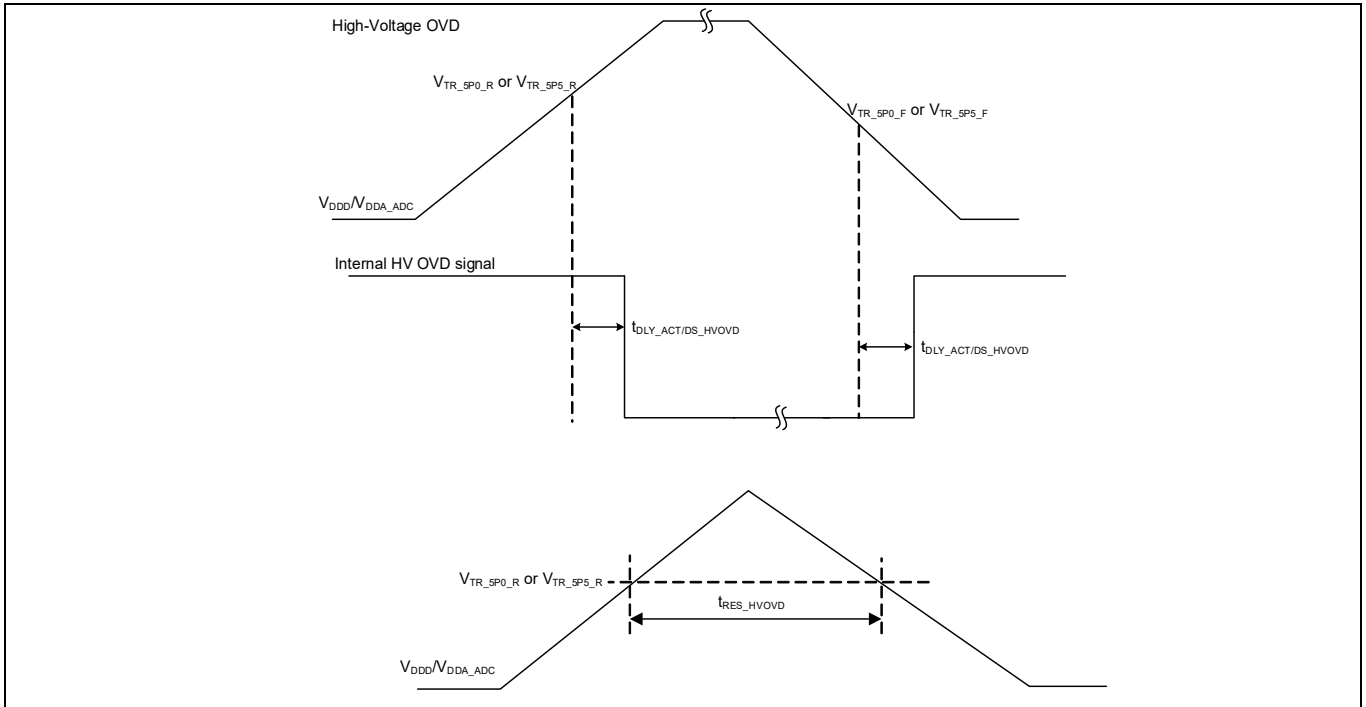 High-Voltage OVD
VTR_5P0_R or VTR_5P5_R
VTR_5P0_F or VTR_5P5_F
VDDD/VDDA_ADC
Internal HV OVD signal
tDLY_ACT/DS_HVOVD
tDLY_ACT/DS_HVOVD
VTR_5P0_R or VTR_5P5_R
tRES_HVOVD
VDDD/VDDA_ADC